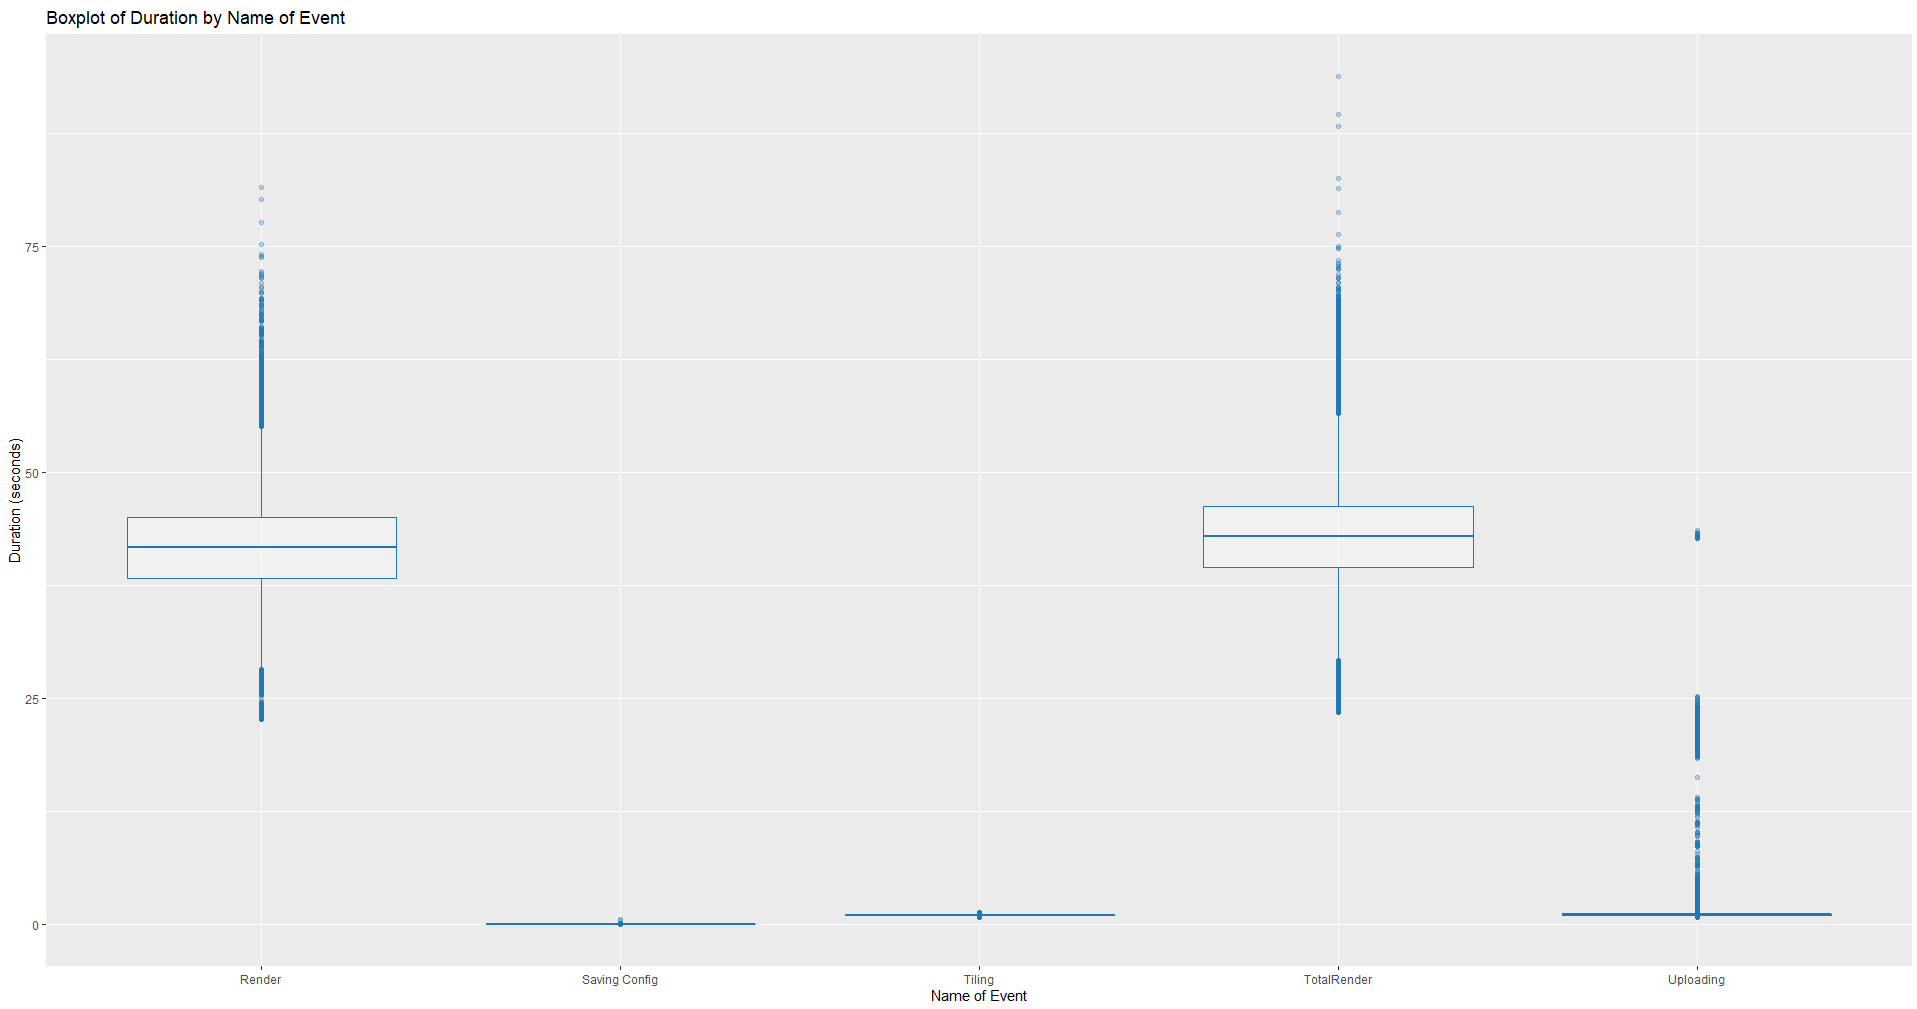 Boxplot of Duration by Name of Event
Duration (seconds)
75
50
25
0
Render
Saving Config
Tiling
TotalRender
Uploading
Name of Event